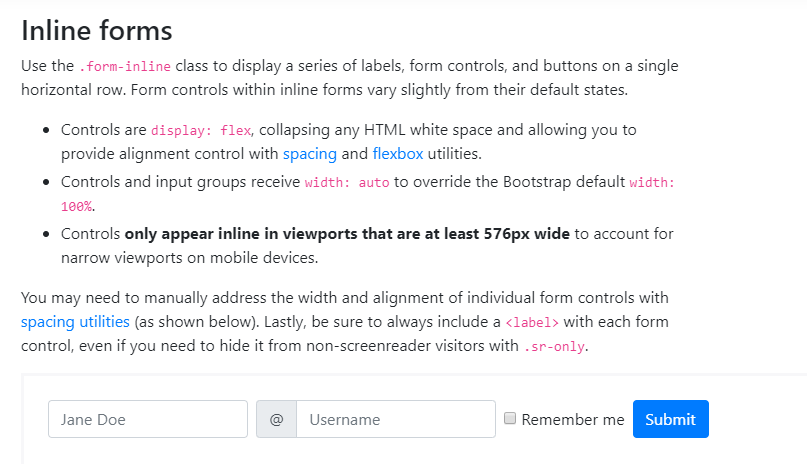 Inline forms
Use the .form-inline class to display a series of labels, form controls, and buttons on a single
horizontal row. Form controls within inline forms vary slightly from their default states.
Controls are display: flex, collapsing any HTML white space and allowing you to
provide alignment control with spacing and flexbox utilities.
Controls and input groups receive width: auto to override the Bootstrap default width:
100%.
Controls only appear inline in viewports that are at least 576px wide to account for
narrow viewports on mobile devices.
You may need to manually address the width and alignment of individual form controls with
spacing utilities (as shown below). Lastly, be sure to always include a <label> with each form
control, even if you need to hide it from non-screenreader visitors with .sr-only.
Jane Doe @ Username Remember me Submit